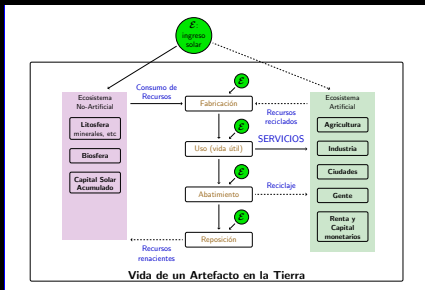 ℰ:
ingreso
solar
Ecosistema
No-Artificial
Consumo de
Recursos
ℰ
Fabricación
Ecosistema
Artificial
Litosfera
minerales, etc
Biosfera
Capital Solar
Acumulado
Recursos
reciclados
ℰ
Uso (vida útil)
SERVICIOS
ℰ
Abatimiento
Reciclaje
ℰ
Reposición
Recursos
renacientes
Agricultura
Industria
Ciudades
Gente
Renta y
Capital
monetarios
Vida de un Artefacto en la Tierra